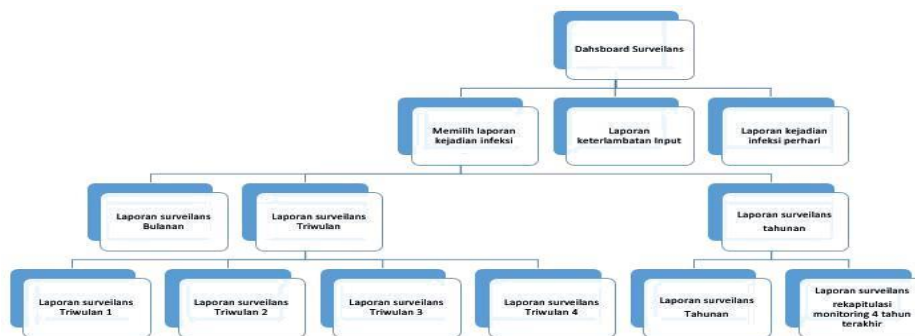 Dahsboard Surveilans
Memilih laporan
kejadian infeksi
Laporan
keterlambatan Input
Laporan kejadian
infeksi perhari
Laporan surveilans
Bulanan
Laporan surveilans
Triwulan
Laporan surveilans
tahunan
Laporan surveilans
Triwulan 1
Laporan surveilans
Triwulan 2
Laporan surveilans
Triwulan 3
Laporan surveilans
Triwulan 4
Laporan surveilans
Tahunan
Laporan surveilans
rekapitulasi
monitoring 4 tahun
terakhir